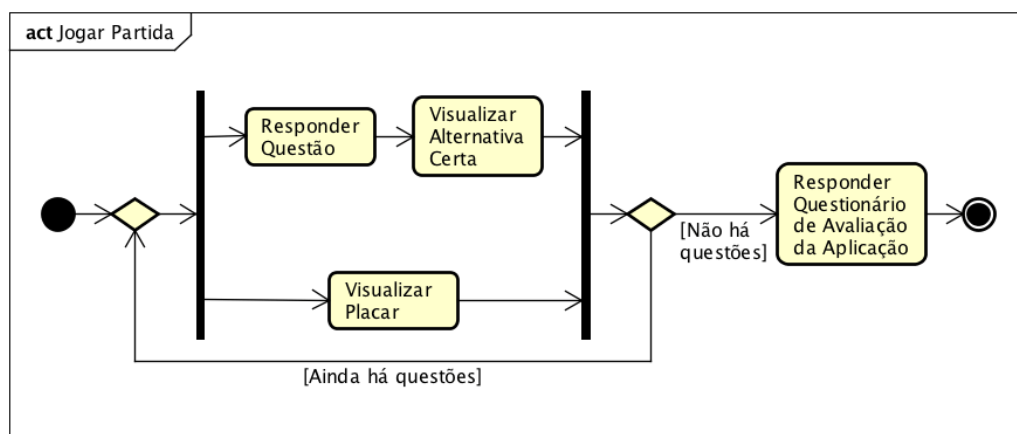 act Jogar Partida
Responder
Questão
Visualizar
Alternativa
Certa
Visualizar
Placar
[Ainda há questões]
[Não há
questões]
Responder
Questionário
de Avaliação
da Aplicação